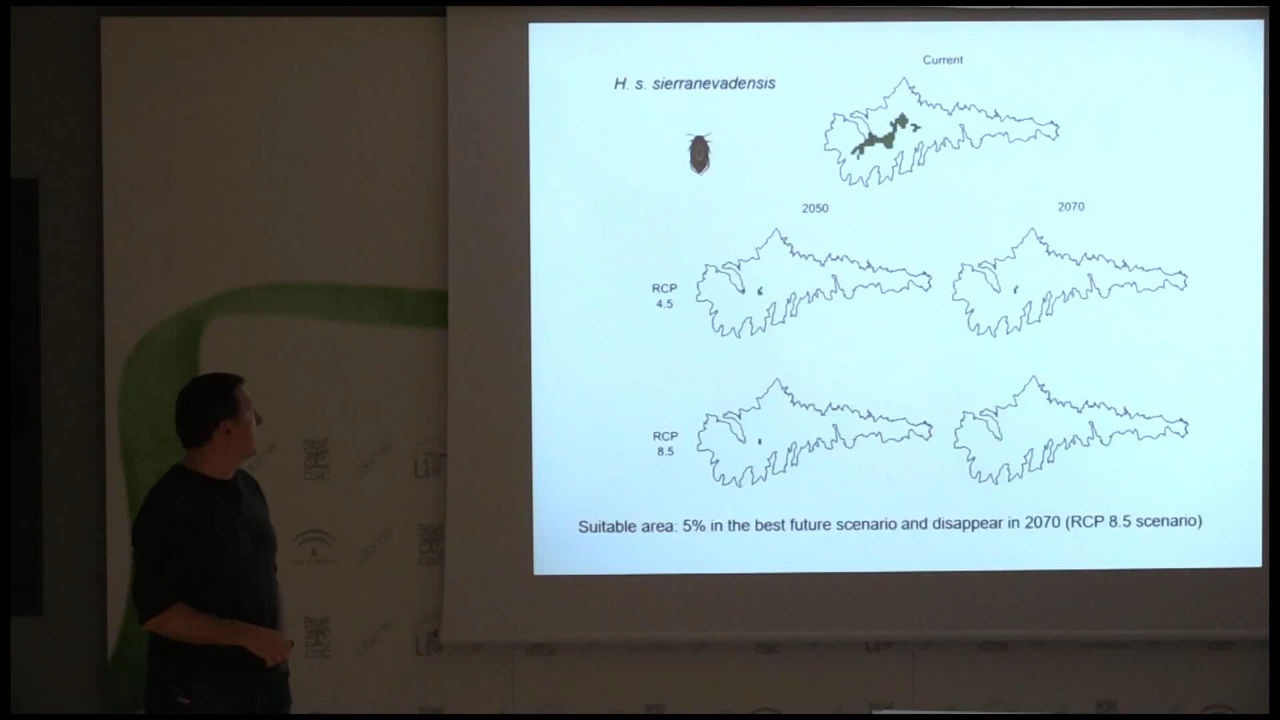 Current
H. s. sierranevadensis
2050
2070
RCP
4.5
RCP
8.5
Suitable area: 5% in the best future scenario and disappear in 2070 (RCP 8.5 scenario)